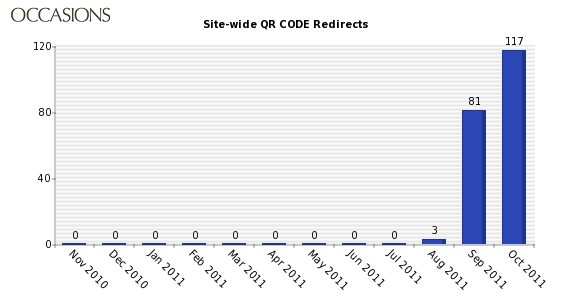 OCCASIONS
Site-wide QR CODE Redirects
120
80
40
0
0 0 0 0 0 0 0 0 0 3 81 117
Nov 2010 Dec 2010 Jan 2011 Feb 2011 Mar 2011 Apr 2011 May 2011 Jun 2011 Jul 2011 Aug 2011 Sep 2011 Oct 2011